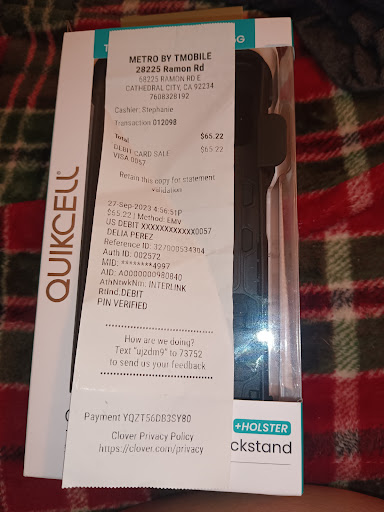 T
G
METRO BY TMOBILE
28225 Ramon Rd
68225 RAMON RD E
CATHEDRAL CITY, CA 92234
7608328192
Cashier: Stephanie
Transaction 012098
Total $65.22
DEBIT CARD SALE $65.22
VISA 0057
Retain this copy for statement
validation
27-Sep-2023 4:56:51P
$65.22 | Method: EMV
US DEBIT XXXXXXXXXXXX0057
DELIA PEREZ
Reference ID: 327000534304
Auth ID: 002572
MID: ********4997
AID: A0000000980840
AthNtwkNm: INTERLINK
RtInd:DEBIT
PIN VERIFIED
How are we doing?
Text "ujzdm9" to 73752
to send us your feedback
Payment YQZT56DB3SY80
Clover Privacy Policy
https://clover.com/privacy
QUIKCELL
+HOLSTER
ckstand